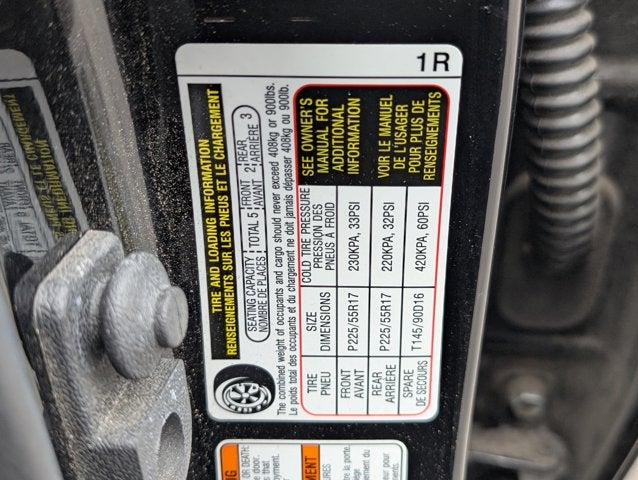 1R
TIRE AND LOADING INFORMATION
RENSEIGNEMENTS SUR LES PNEUS ET LE CHARGEMENT
SEATING CAPACITY TOTAL 5 FRONT 2 REAR 3
NOMBRE DE PLACES AVANT ARRIÈRE
The combined weight of occupants and cargo should never exceed 408kg or 900lbs.
Le poids total des occupants et du chargement ne doit jamais dépasser 408kg ou 900lb.
TIRE SIZE COLD TIRE PRESSURE
PNEU DIMENSIONS PRESSION DES PNEUS À FROID
FRONT P225/55R17 230KPA, 33PSI
AVANT
REAR P225/55R17 220KPA, 32PSI
ARRIÈRE
SPARE T145/90D16 420KPA, 60PSI
DE SECOURS
SEE OWNER'S
MANUAL FOR
ADDITIONAL
INFORMATION
VOIR LE MANUEL
DE L'USAGER
POUR PLUS DE
RENSEIGNEMENTS
OR DEATH: